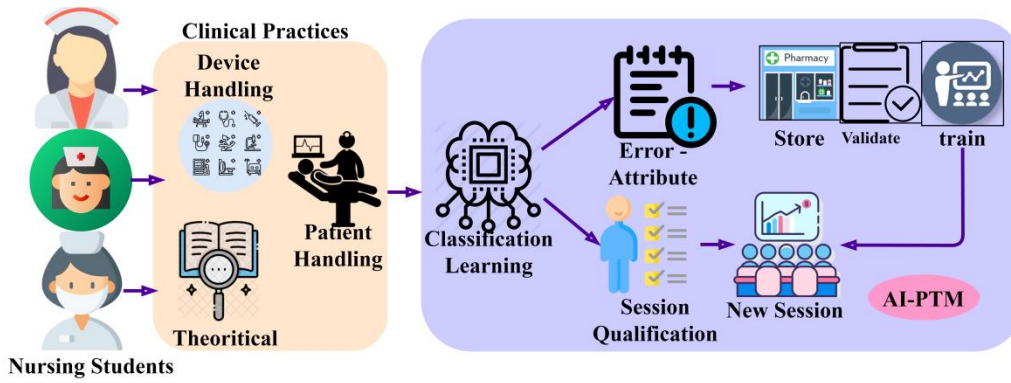 Clinical Practices
Device
Handling
Patient
Handling
Theoritical
Nursing Students
Classification
Learning
Error -
Attribute
Pharmacy
Store
Validate
train
Session
Qualification
New Session
AI-PTM